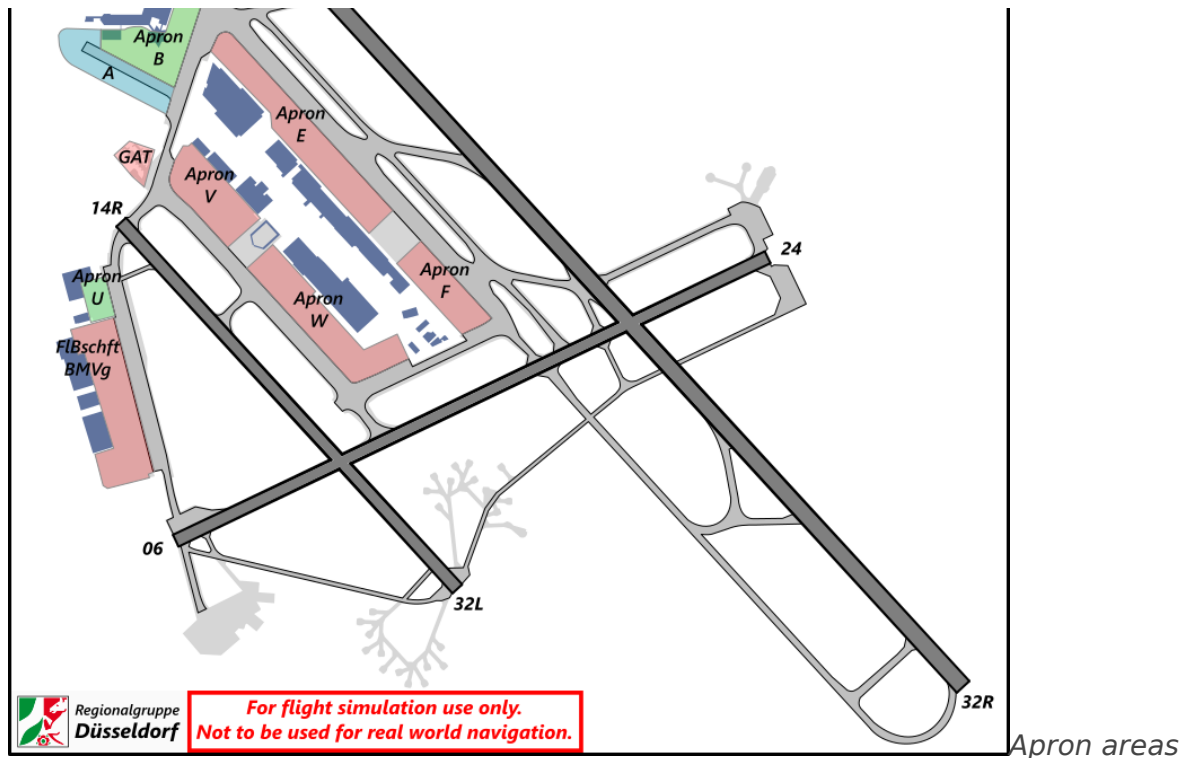 Apron
B
A
Apron
E
GAT
Apron
V
14R
24
Apron
U
Apron
F
Apron
W
FlBschft
BMVg
06
32L
32R
Regionalgruppe
Düsseldorf
For flight simulation use only.
Not to be used for real world navigation.
Apron areas